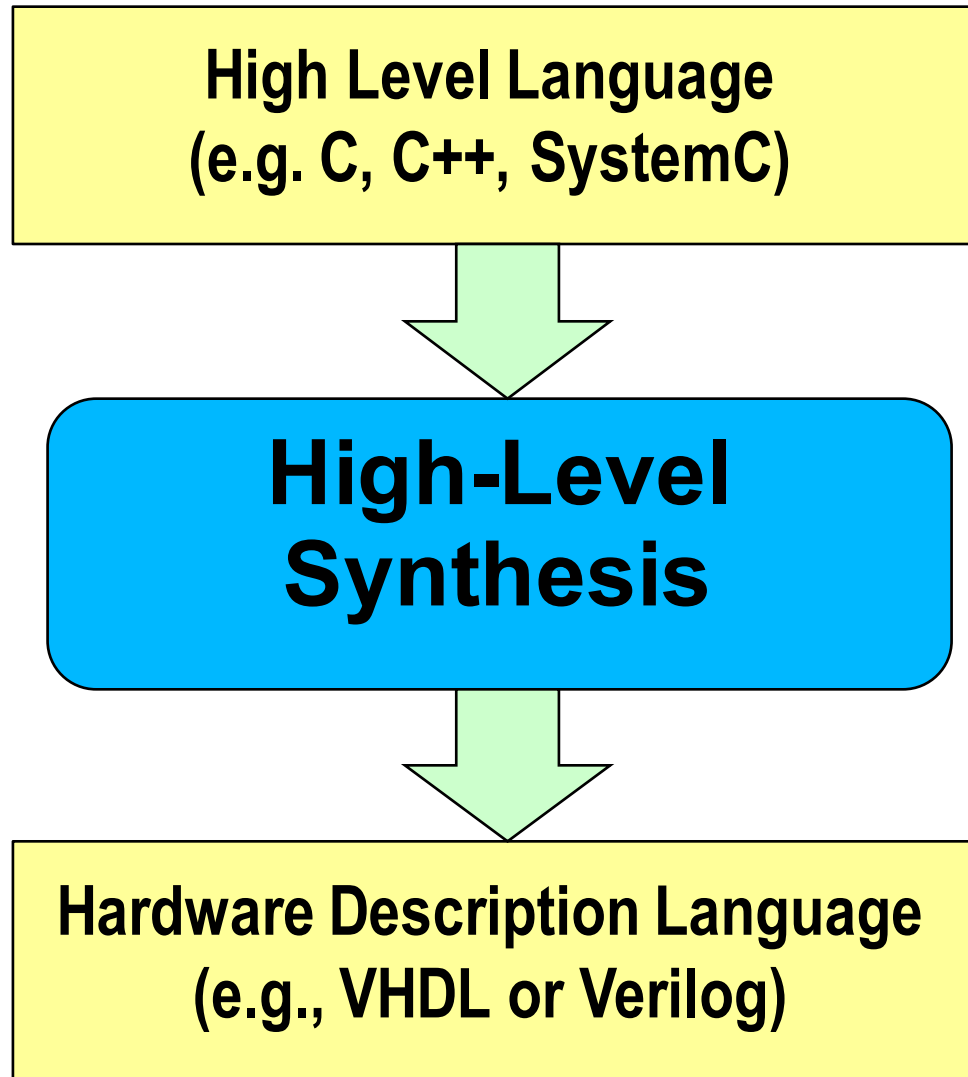 High Level Language
(e.g. C, C++, SystemC)
High-Level
Synthesis
Hardware Description Language
(e.g., VHDL or Verilog)